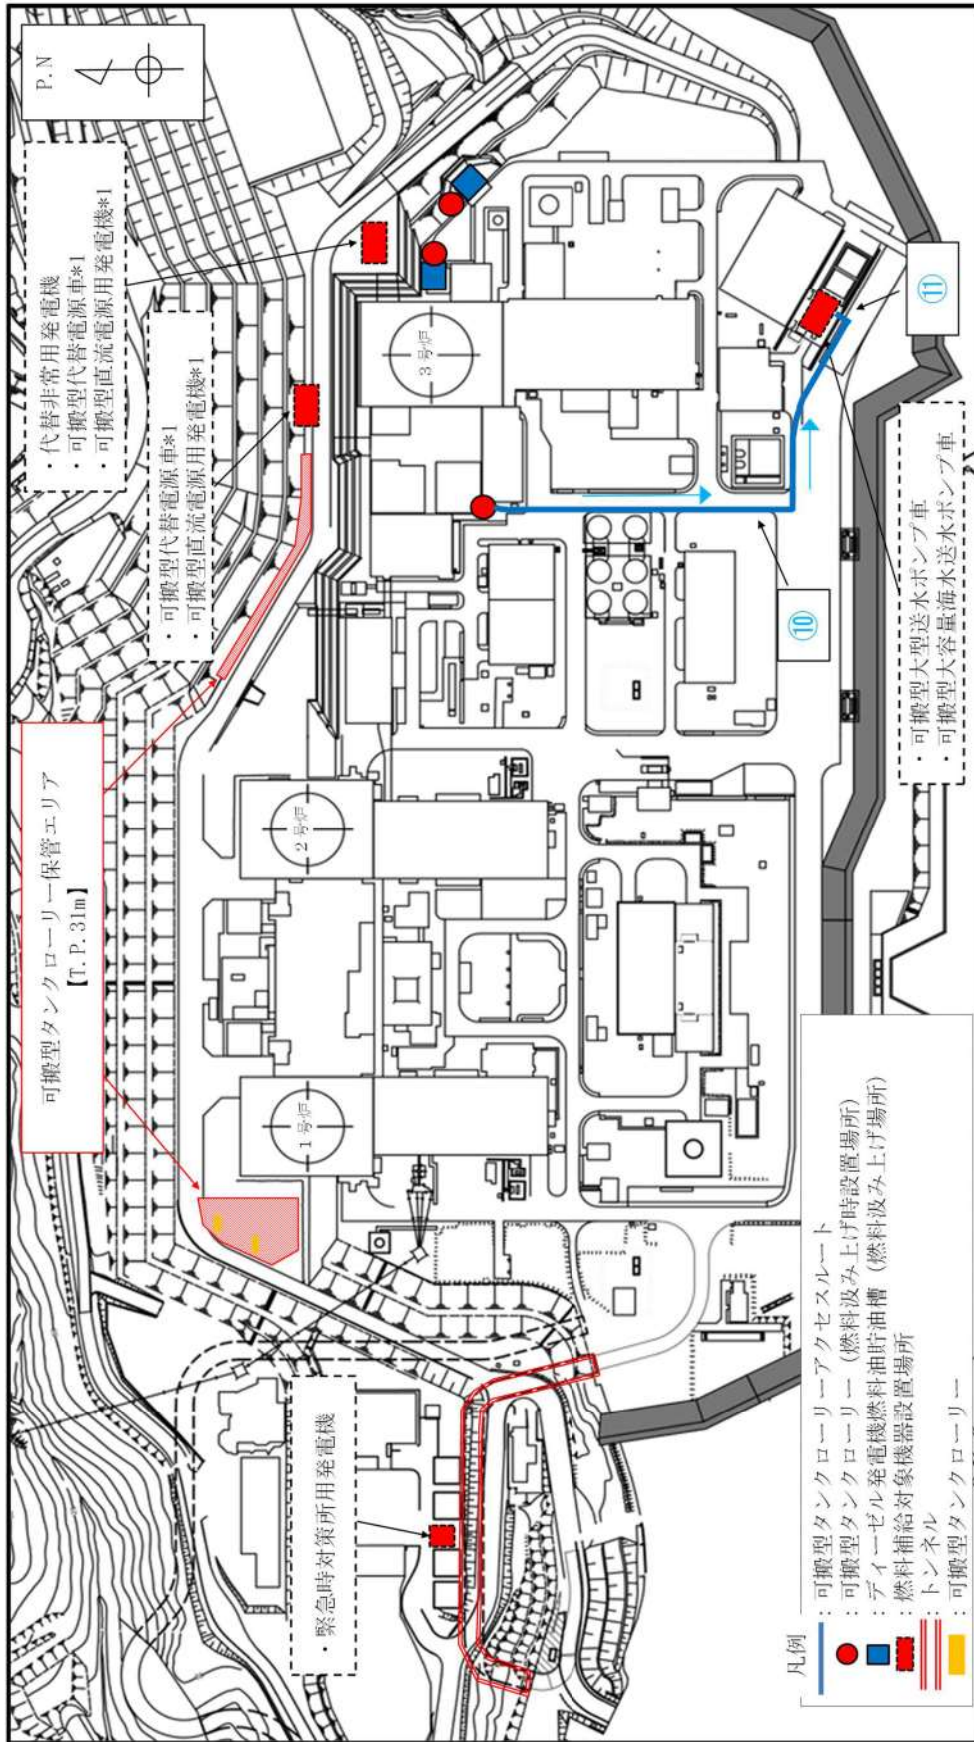 P.N
・代替非常用発電機
・可搬型代替電源車*1
・可搬型直流電源用発電機*1
・可搬型代替電源車*1
・可搬型直流電源用発電機*1
可搬型タンクローリー保管エリア
【T.P.31m】
・緊急時対策所用発電機
1号炉
2号炉
3号炉
⑩
⑪
・可搬型大型送水ポンプ車
・可搬型大容量海水送水ポンプ車
凡例
：可搬型タンクローリーアクセスルート
：可搬型タンクローリー（燃料汲み上げ時設置場所）
：ディーゼル発電機燃料油貯油槽（燃料汲み上げ場所）
：燃料補給対象機器設置場所
：トンネル
：可搬型タンクローリー